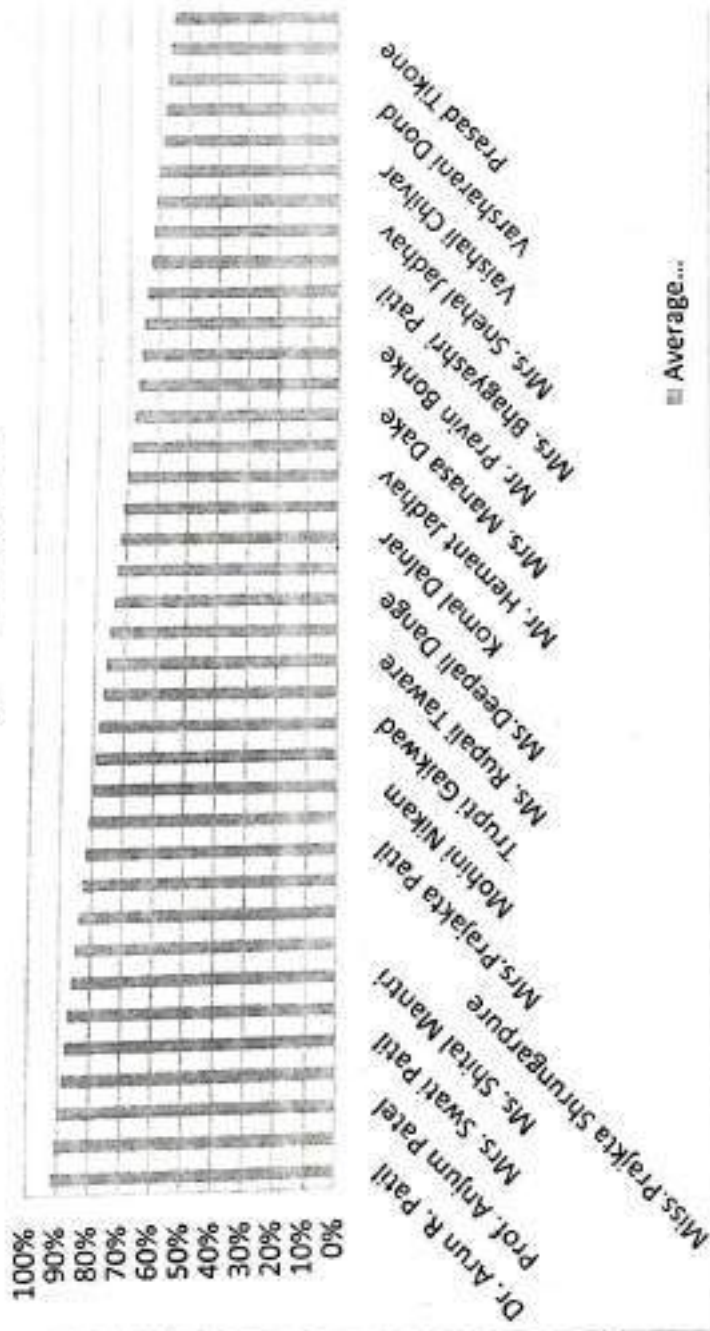 100%
90%
80%
70%
60%
50%
40%
30%
20%
10%
0%
Dr. Arun R. Patil
Prof. Anjum Patel
Mrs. Swati Patil
Ms. Shital Mantri
Miss.Prajkta Shrungarpure
Mrs.Prajakta Patil
Mohini Nikam
Trupti Gaikwad
Ms. Rupali Taware
Ms.Deepali Dange
Komal Dalnar
Mr. Hemant Jadhav
Mrs. Manasa Dake
Mr. Pravin Bonke
Mrs. Bhagyashri Patil
Mrs. Snehal Jadhav
Vaishali Chilvar
Varsharani Dond
Prasad Tikone
Average...